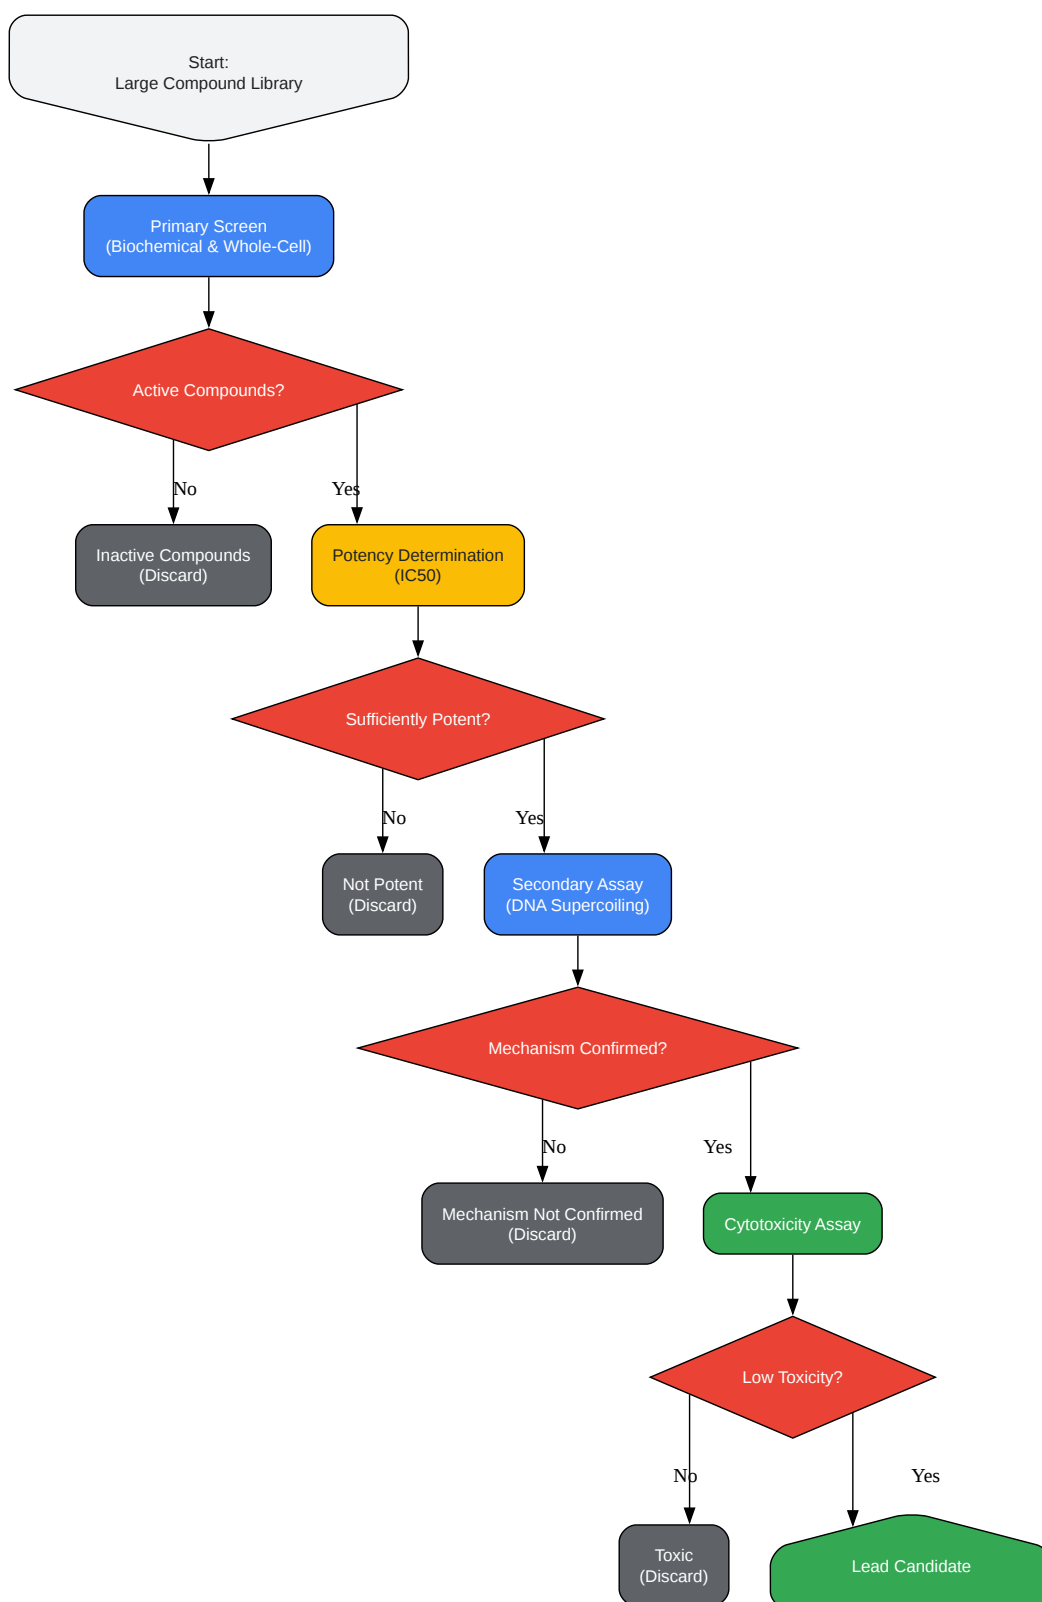 Start:
Large Compound Library
Primary Screen
(Biochemical & Whole-Cell)
Active Compounds?
No
Yes
Inactive Compounds
(Discard)
Potency Determination
(IC50)
Sufficiently Potent?
No
Yes
Not Potent
(Discard)
Secondary Assay
(DNA Supercoiling)
Mechanism Confirmed?
No
Yes
Mechanism Not Confirmed
(Discard)
Cytotoxicity Assay
Low Toxicity?
No
Yes
Toxic
(Discard)
Lead Candidate